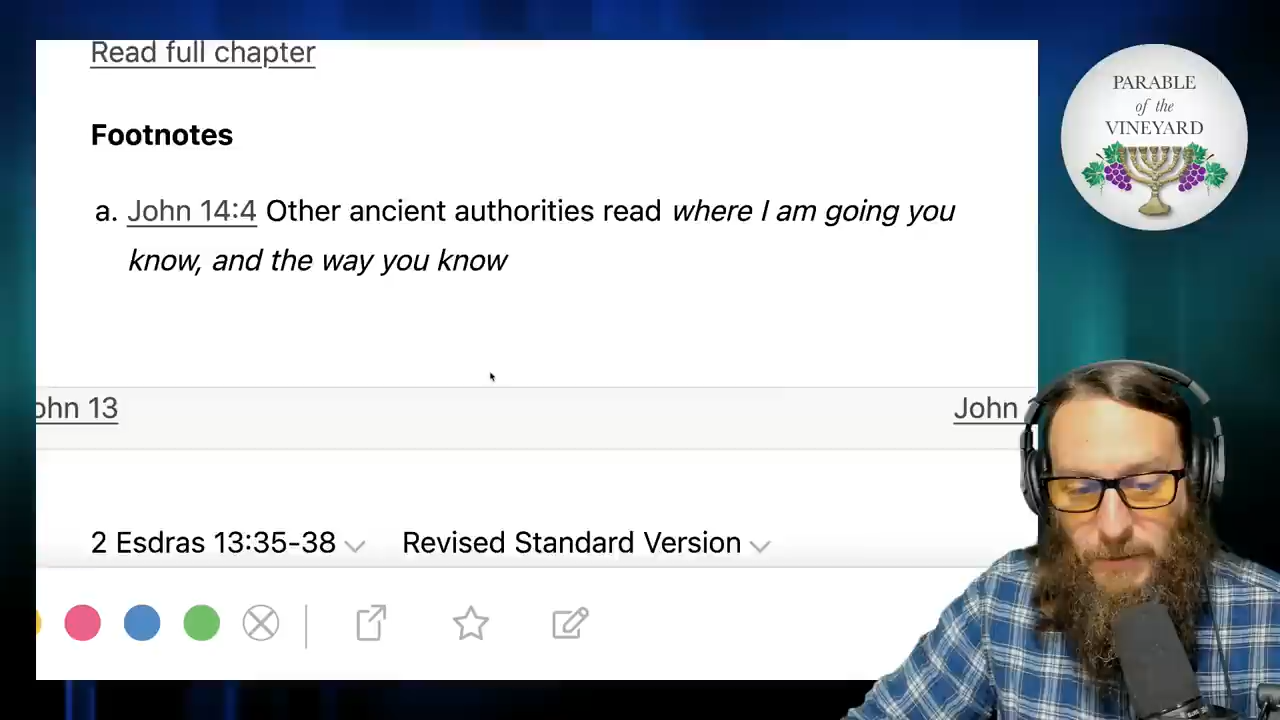 Read full chapter
PARABLE
of the
VINEYARD
Footnotes
a. John 14:4 Other ancient authorities read where I am going you
know, and the way you know
ohn 13
John
2 Esdras 13:35-38
Revised Standard Version